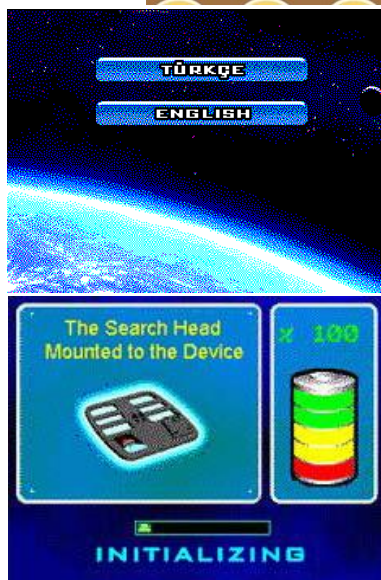 TÜRKÇE
ENGLISH
The Search Head
Mounted to the Device
% 100
INITIALIZING